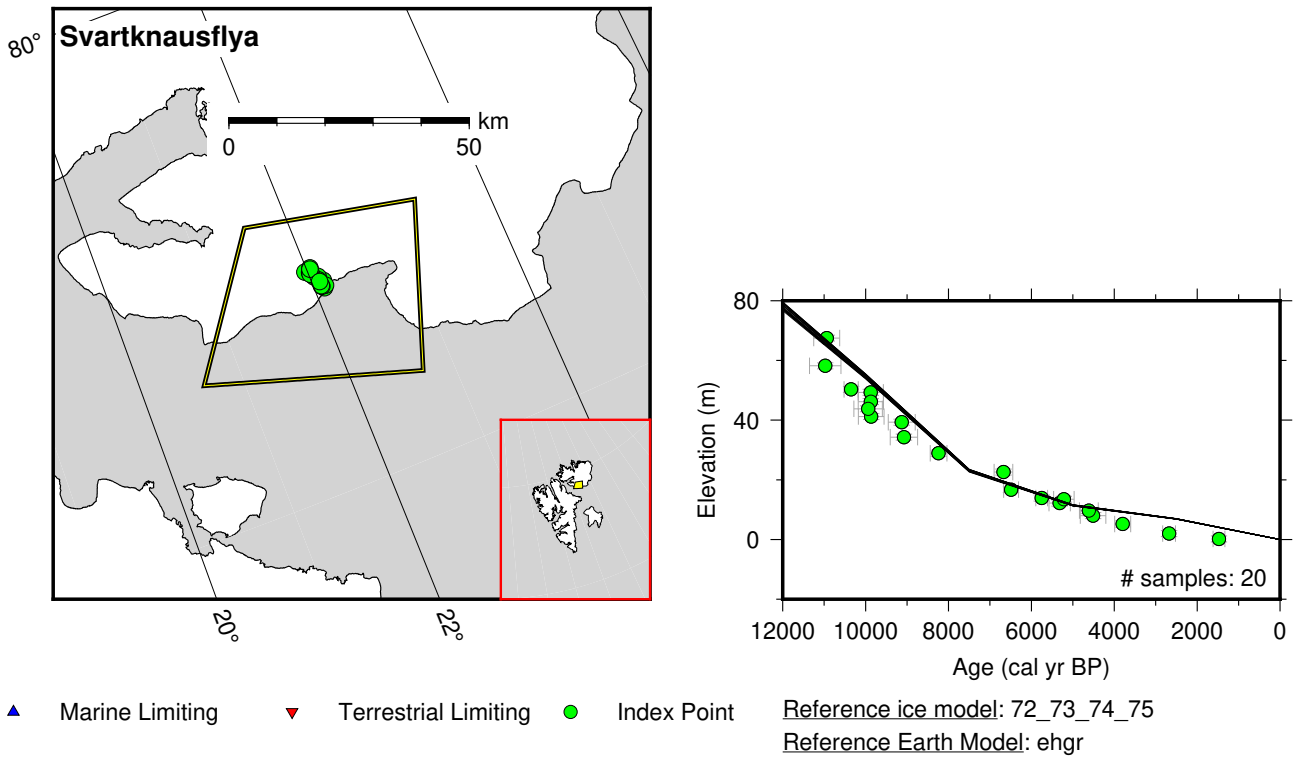 80°
Svartknausflya
km
0
50
20°
22°
80
40
0
Elevation (m)
# samples: 20
12000
10000
8000
6000
4000
2000
0
Age (cal yr BP)
Marine Limiting
Terrestrial Limiting
Index Point
Reference ice model: 72_73_74_75
Reference Earth Model: ehgr